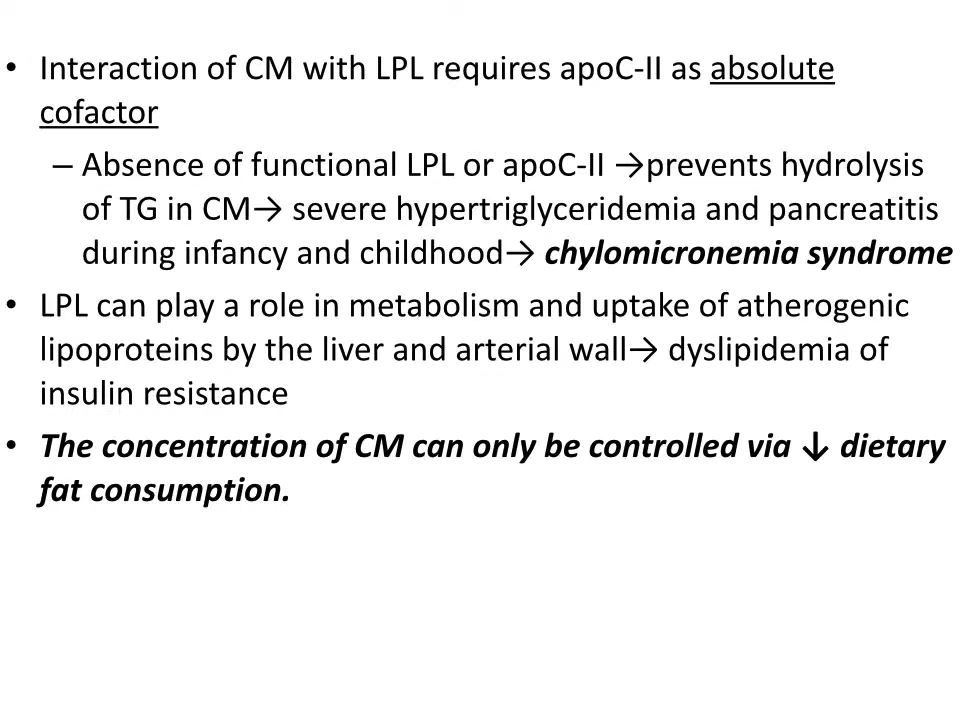 • Interaction of CM with LPL requires apoC-II as absolute
cofactor
– Absence of functional LPL or apoC-II →prevents hydrolysis
of TG in CM→ severe hypertriglyceridemia and pancreatitis
during infancy and childhood→ chylomicronemia syndrome
• LPL can play a role in metabolism and uptake of atherogenic
lipoproteins by the liver and arterial wall→ dyslipidemia of
insulin resistance
• The concentration of CM can only be controlled via ↓ dietary
fat consumption.